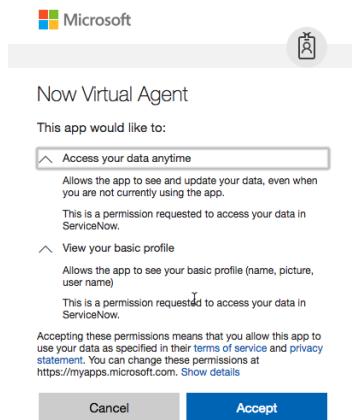 Microsoft
Now Virtual Agent
This app would like to:
Access your data anytime
Allows the app to see and update your data, even when
you are not currently using the app.
This is a permission requested to access your data in
ServiceNow.
View your basic profile
Allows the app to see your basic profile (name, picture,
user name)
This is a permission requested to access your data in
ServiceNow.
Accepting these permissions means that you allow this app to
use your data as specified in their terms of service and privacy
statement. You can change these permissions at
https://myapps.microsoft.com. Show details
Cancel
Accept